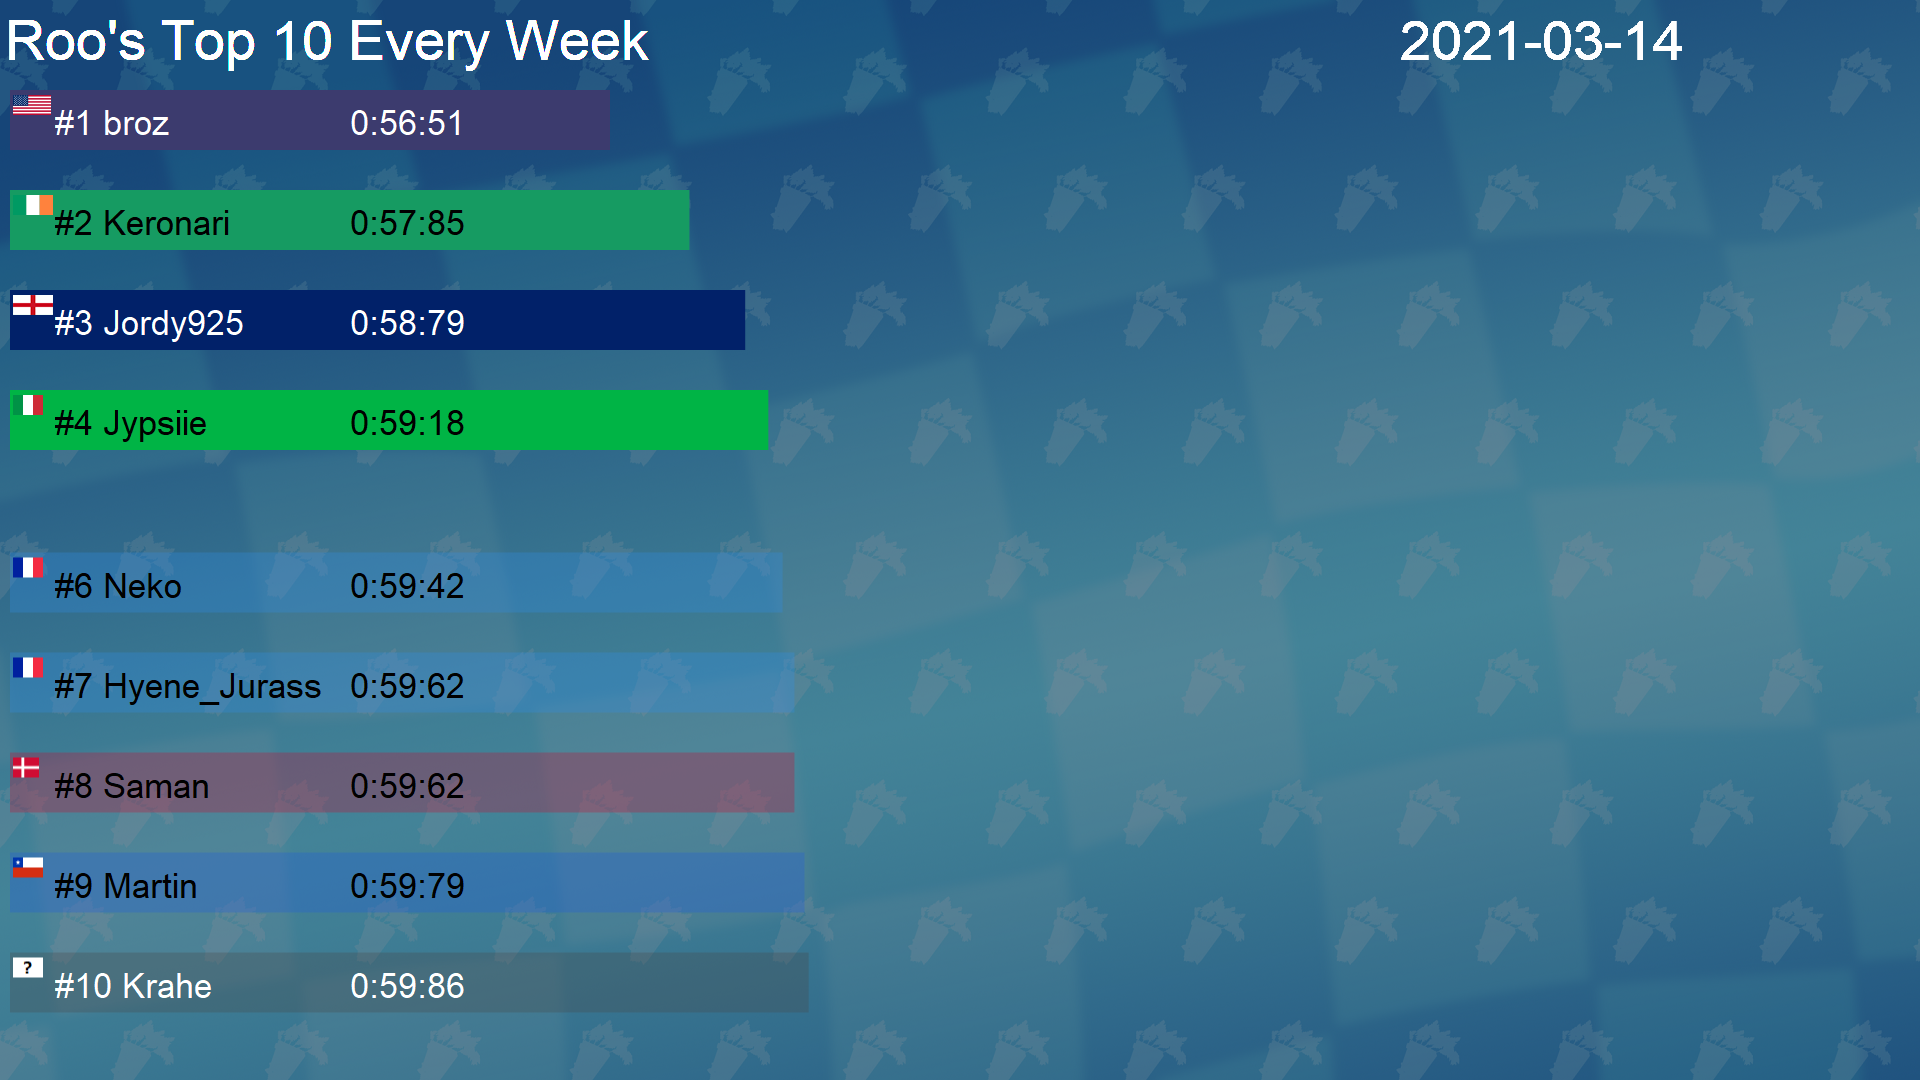 Roo's Top 10 Every Week 2021-03-14
#1 broz 0:56:51
#2 Keronari 0:57:85
#3 Jordy925 0:58:79
#4 Jypsiie 0:59:18
#6 Neko 0:59:42
#7 Hyene_Jurass 0:59:62
#8 Saman 0:59:62
#9 Martin 0:59:79
? #10 Krahe 0:59:86